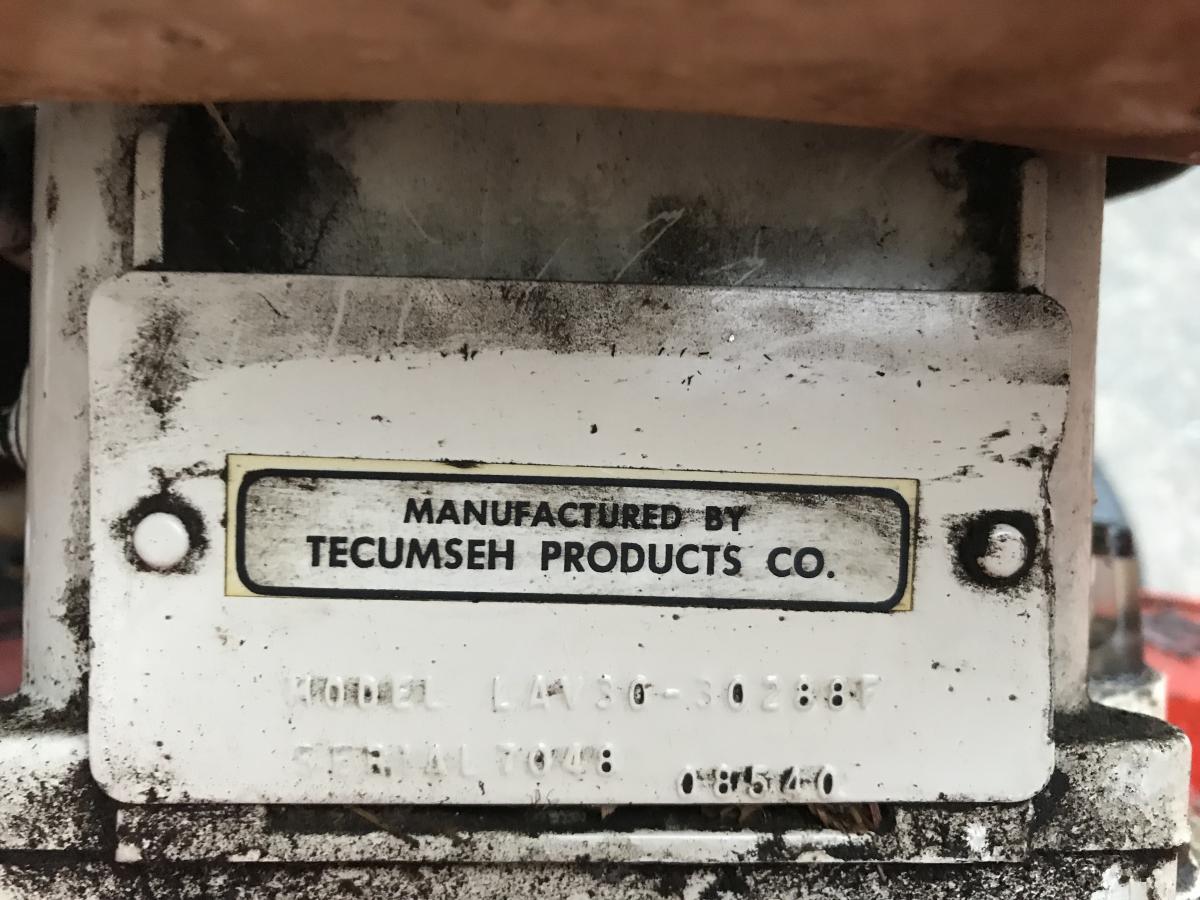 MANUFACTURED BY
TECUMSEH PRODUCTS CO.
MODEL LAV30-30288F
SERIAL 7048 08540